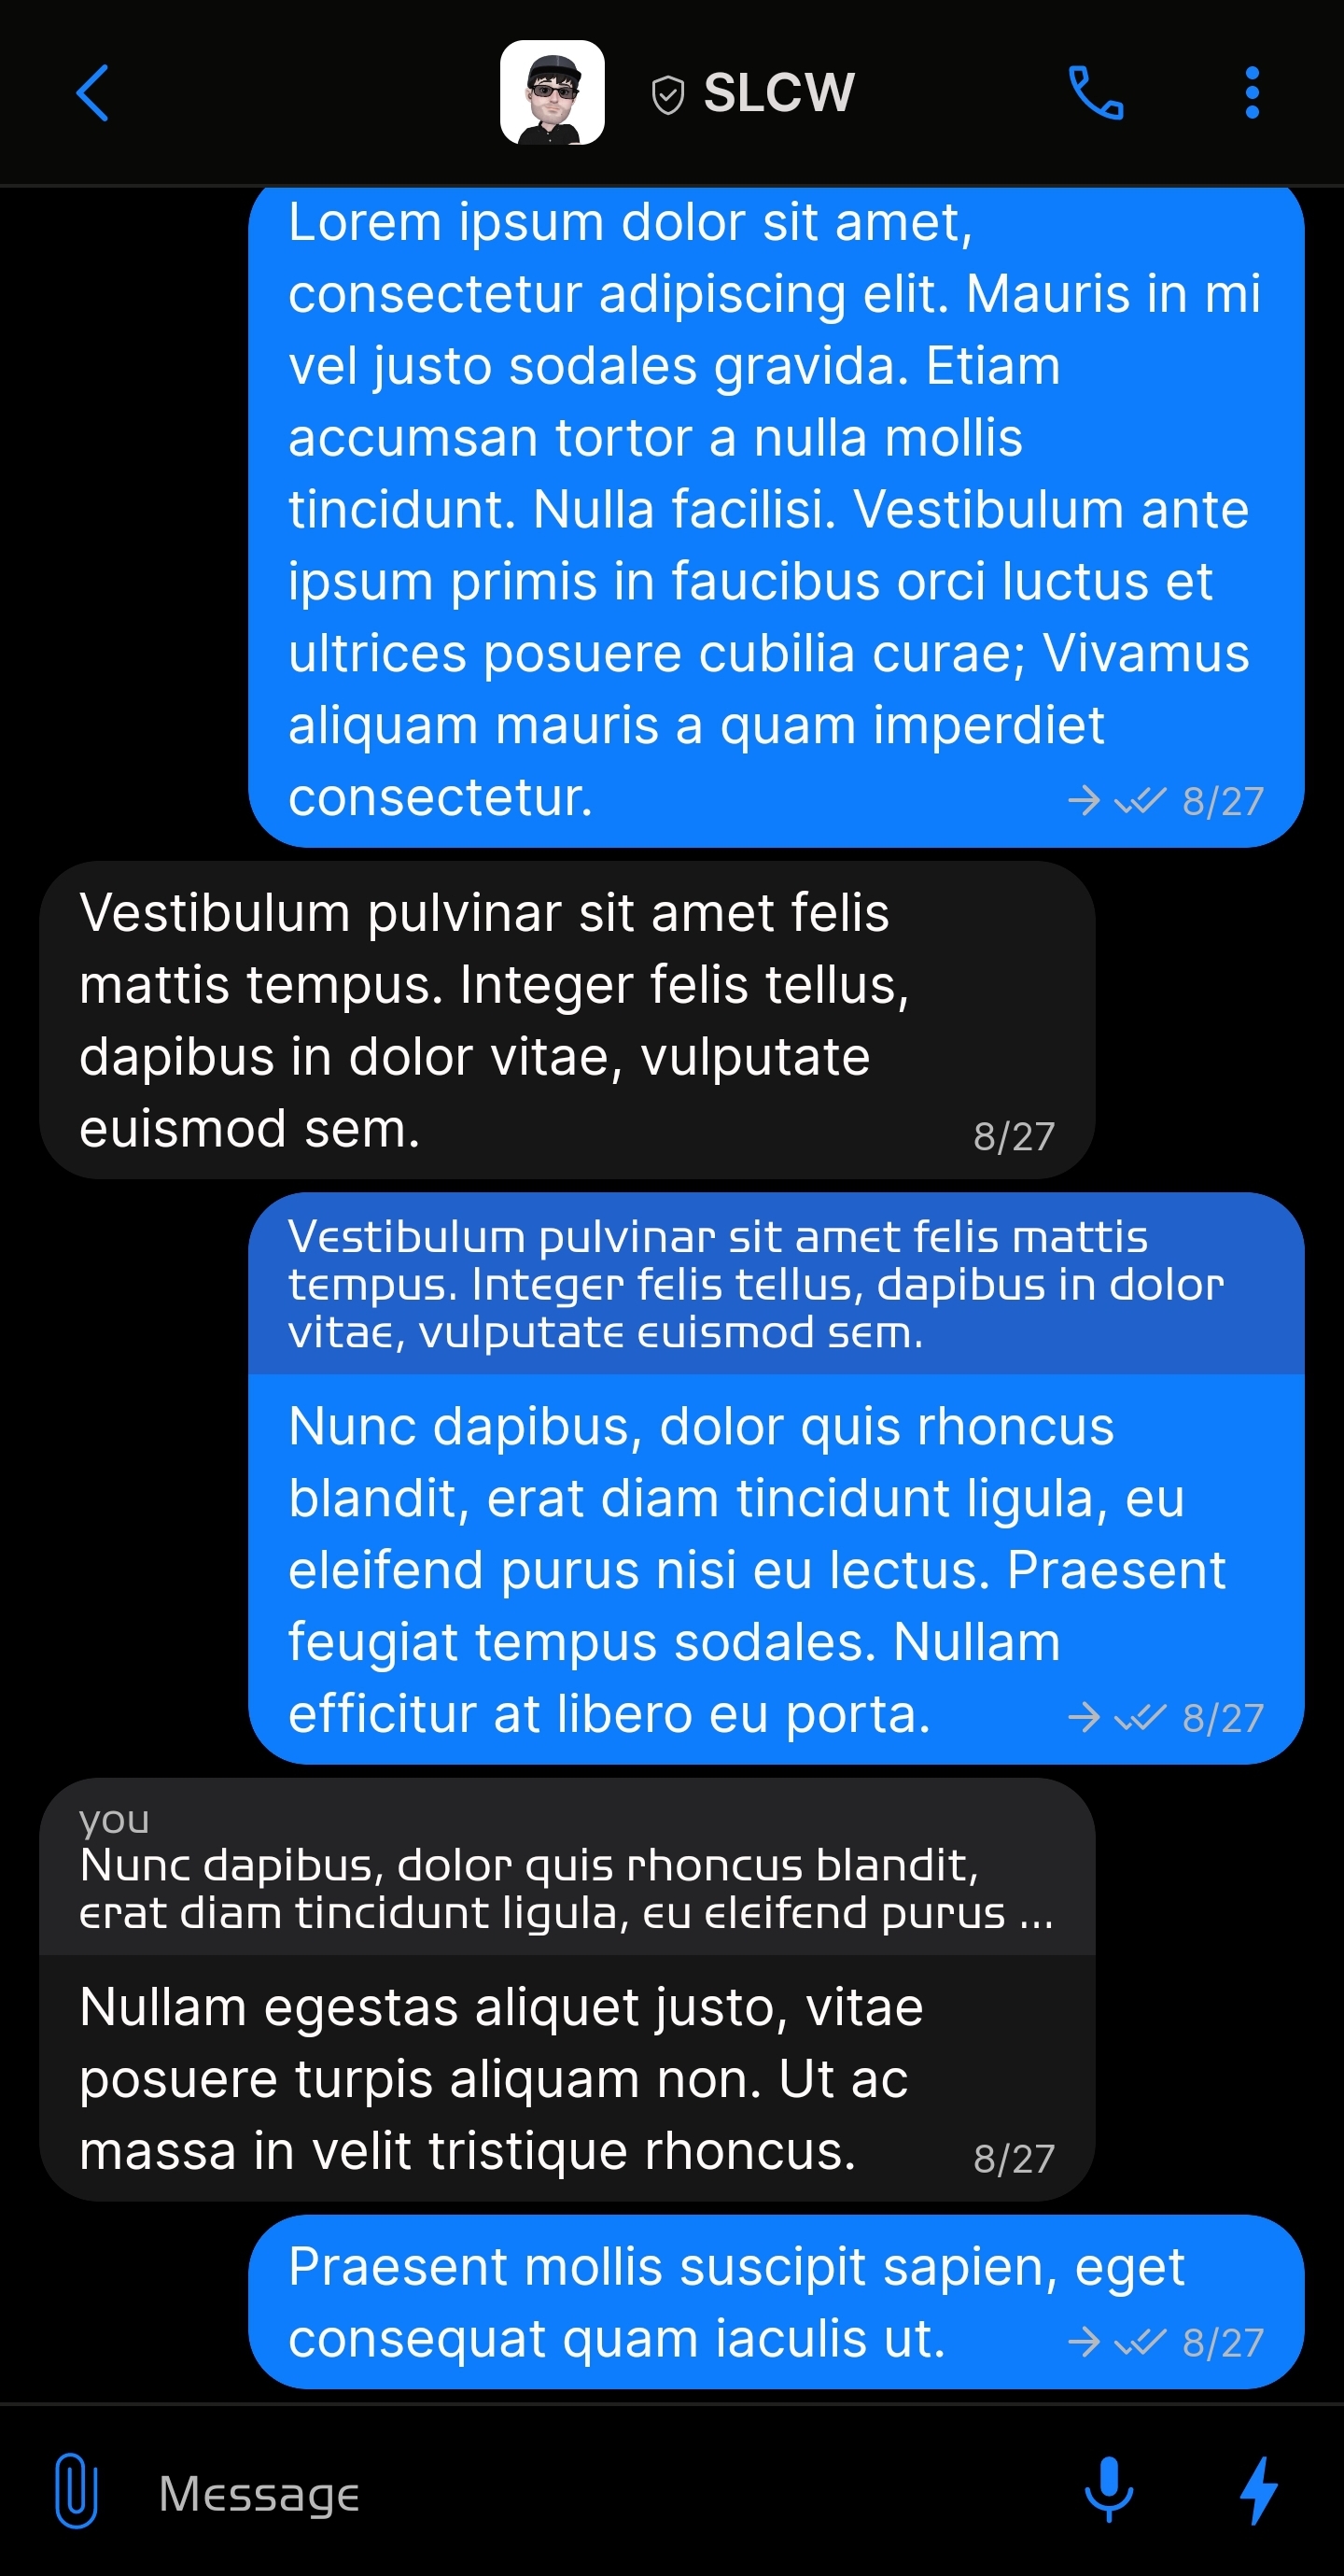 SLCW
Lorem ipsum dolor sit amet,
consectetur adipiscing elit. Mauris in mi
vel justo sodales gravida. Etiam
accumsan tortor a nulla mollis
tincidunt. Nulla facilisi. Vestibulum ante
ipsum primis in faucibus orci luctus et
ultrices posuere cubilia curae; Vivamus
aliquam mauris a quam imperdiet
consectetur.
8/27
Vestibulum pulvinar sit amet felis
mattis tempus. Integer felis tellus,
dapibus in dolor vitae, vulputate
euismod sem.
8/27
Vestibulum pulvinar sit amet felis mattis
tempus. Integer felis tellus, dapibus in dolor
vitae, vulputate euismod sem.
Nunc dapibus, dolor quis rhoncus
blandit, erat diam tincidunt ligula, eu
eleifend purus nisi eu lectus. Praesent
feugiat tempus sodales. Nullam
efficitur at libero eu porta.
8/27
you
Nunc dapibus, dolor quis rhoncus blandit,
erat diam tincidunt ligula, eu eleifend purus ...
Nullam egestas aliquet justo, vitae
posuere turpis aliquam non. Ut ac
massa in velit tristique rhoncus.
8/27
Praesent mollis suscipit sapien, eget
consequat quam iaculis ut.
8/27
Message